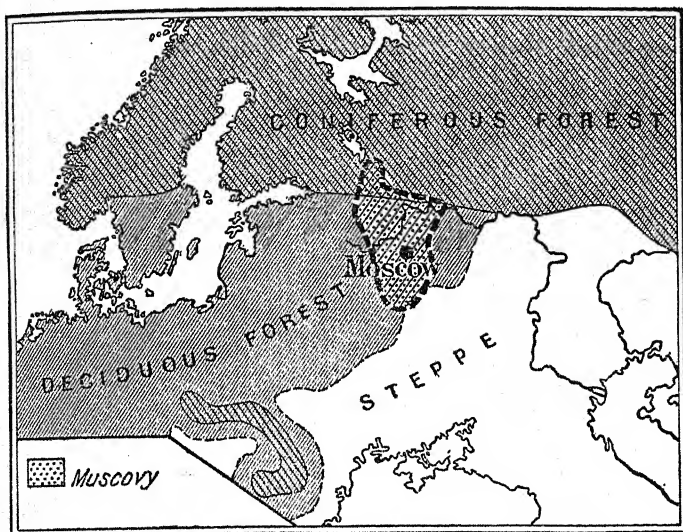 CONIFEROUS FOREST
Moscow
DECIDUOUS FOREST
STEPPE
Muscovy